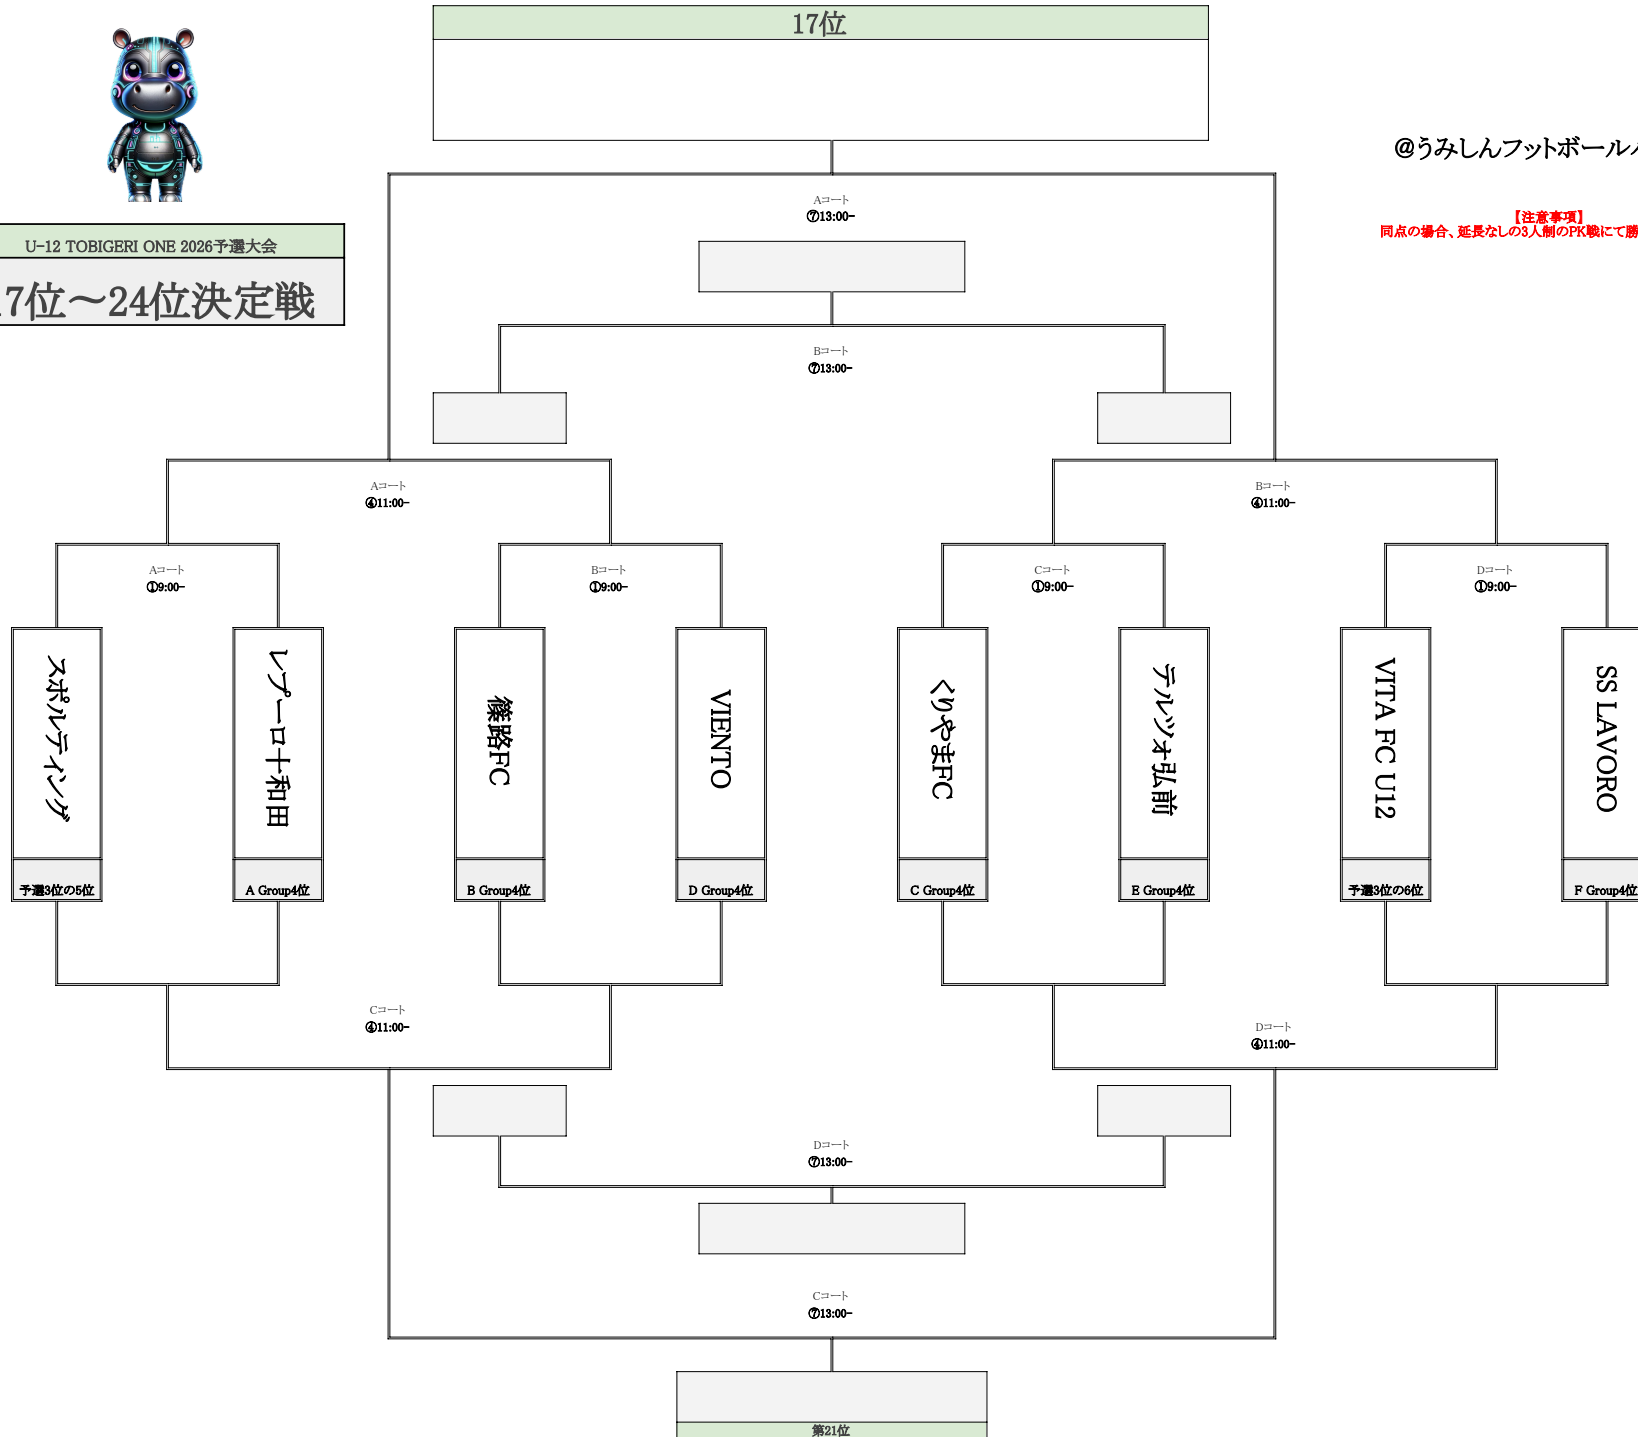 17位
@うみしんフットボール
Aコート
⑦13:00-
【注意事項】
同点の場合、延長なしの3人制のPK戦にて勝
U-12 TOBIGERI ONE 2026予選大会
7位～24位決定戦
Bコート
⑦13:00-
Aコート
④11:00-
Bコート
④11:00-
Aコート
①9:00-
Bコート
①9:00-
Cコート
①9:00-
Dコート
①9:00-
スポルティング
レプーロ十和田
篠路FC
VIENTO
くりやまFC
テルツォ弘前
VITA FC U12
SS LAVORO
予選3位の5位
A Group4位
B Group4位
D Group4位
C Group4位
E Group4位
予選3位の6位
F Group4位
Cコート
④11:00-
Dコート
④11:00-
Dコート
⑦13:00-
Cコート
⑦13:00-
第21位